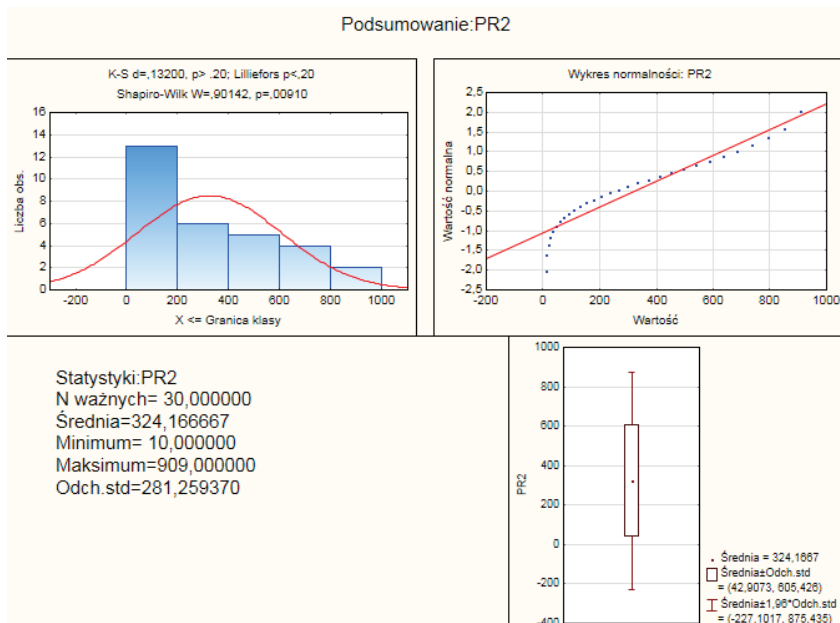 Podsumowanie:PR2
K-S d=,13200, p> .20; Lilliefors p<,20
Shapiro-Wilk W=,90142, p=,00910
16
14
12
10
8
6
4
2
0
Liczba obs.
-200
0
200
400
600
800
1000
X <= Granica klasy
Wykres normalności: PR2
2,5
2,0
1,5
1,0
0,5
0,0
-0,5
-1,0
-1,5
-2,0
-2,5
Wartość normalna
-200
0
200
400
600
800
1000
Wartość
Statystyki:PR2
N ważnych= 30,000000
Średnia=324,166667
Minimum= 10,000000
Maksimum=909,000000
Odch.std=281,259370
1000
800
600
400
200
0
-200
-400
PR2
Średnia = 324,1667
Średnia±Odch.std
= (42,9073, 605,426)
Średnia±1,96*Odch.std
= (-227,1017, 875,435)